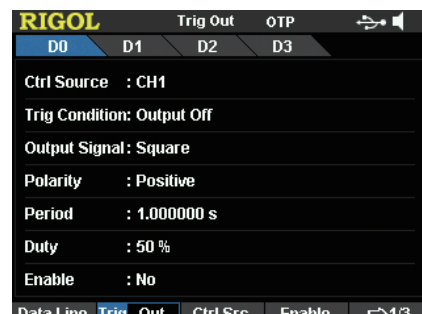 RIGOL Trig Out OTP
D0 D1 D2 D3
Ctrl Source : CH1
Trig Condition: Output Off
Output Signal: Square
Polarity : Positive
Period : 1.000000 s
Duty : 50 %
Enable : No
Data Line Trig Out Ctrl Src Enable 1/3